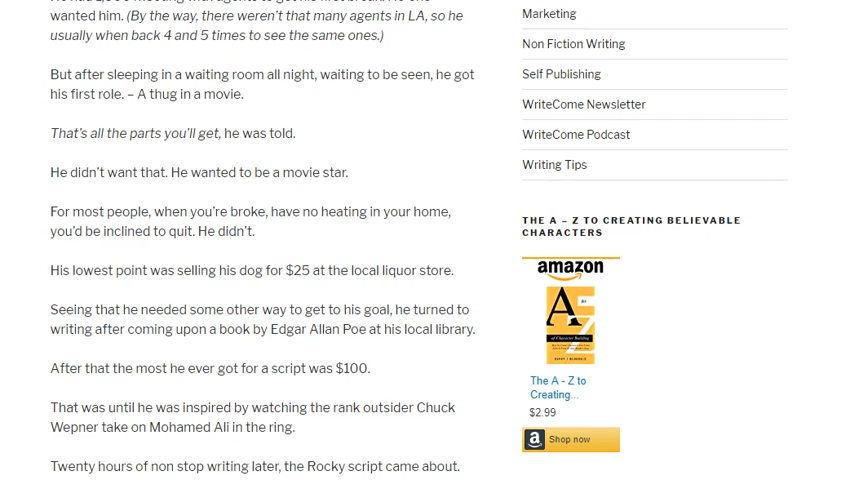 wanted him. (By the way, there weren't that many agents in LA, so he
usually when back 4 and 5 times to see the same ones.)
But after sleeping in a waiting room all night, waiting to be seen, he got
his first role. – A thug in a movie.
That's all the parts you'll get, he was told.
He didn't want that. He wanted to be a movie star.
For most people, when you're broke, have no heating in your home,
you'd be inclined to quit. He didn't.
His lowest point was selling his dog for $25 at the local liquor store.
Seeing that he needed some other way to get to his goal, he turned to
writing after coming upon a book by Edgar Allan Poe at his local library.
After that the most he ever got for a script was $100.
That was until he was inspired by watching the rank outsider Chuck
Wepner take on Mohamed Ali in the ring.
Twenty hours of non stop writing later, the Rocky script came about.
Marketing
Non Fiction Writing
Self Publishing
WriteCome Newsletter
WriteCome Podcast
Writing Tips
THE A – Z TO CREATING BELIEVABLE
CHARACTERS
amazon
A
Z
of Character Building
The A - Z to
Creating...
$2.99
a Shop now